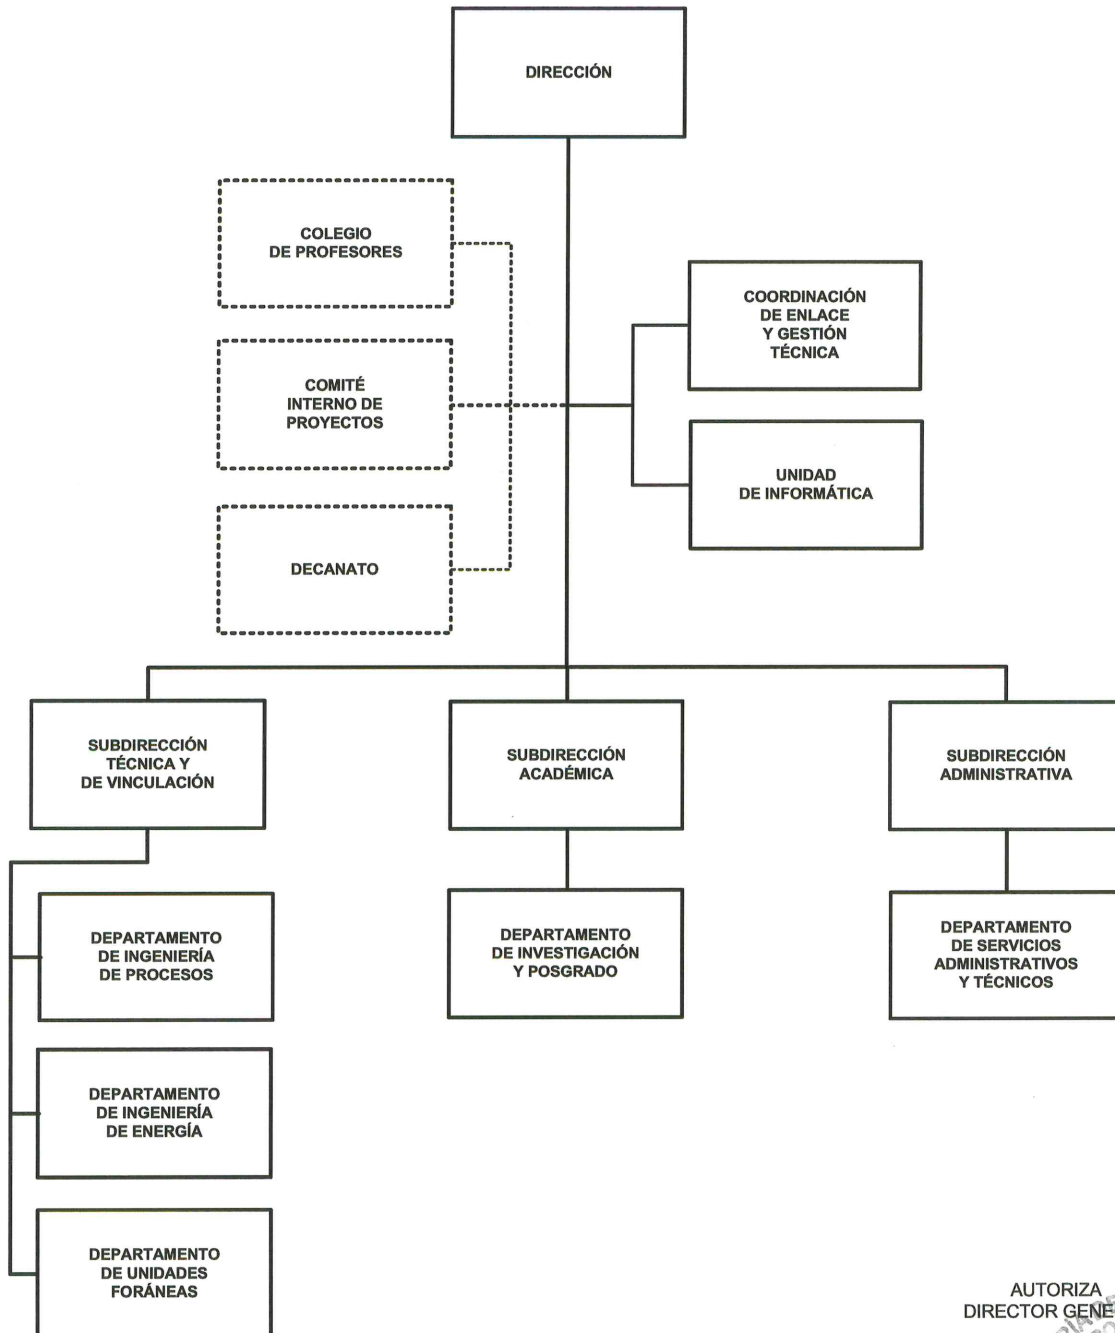 DIRECCIÓN
COLEGIO
DE PROFESORES
COORDINACIÓN
DE ENLACE
Y GESTIÓN
TÉCNICA
COMITÉ
INTERNO DE
PROYECTOS
UNIDAD
DE INFORMÁTICA
DECANATO
SUBDIRECCIÓN
TÉCNICA Y
DE VINCULACIÓN
SUBDIRECCIÓN
ACADÉMICA
SUBDIRECCIÓN
ADMINISTRATIVA
DEPARTAMENTO
DE INGENIERÍA
DE PROCESOS
DEPARTAMENTO
DE INVESTIGACIÓN
Y POSGRADO
DEPARTAMENTO
DE SERVICIOS
ADMINISTRATIVOS
Y TÉCNICOS
DEPARTAMENTO
DE INGENIERÍA
DE ENERGÍA
DEPARTAMENTO
DE UNIDADES
FORÁNEAS
AUTORIZA
DIRECTOR